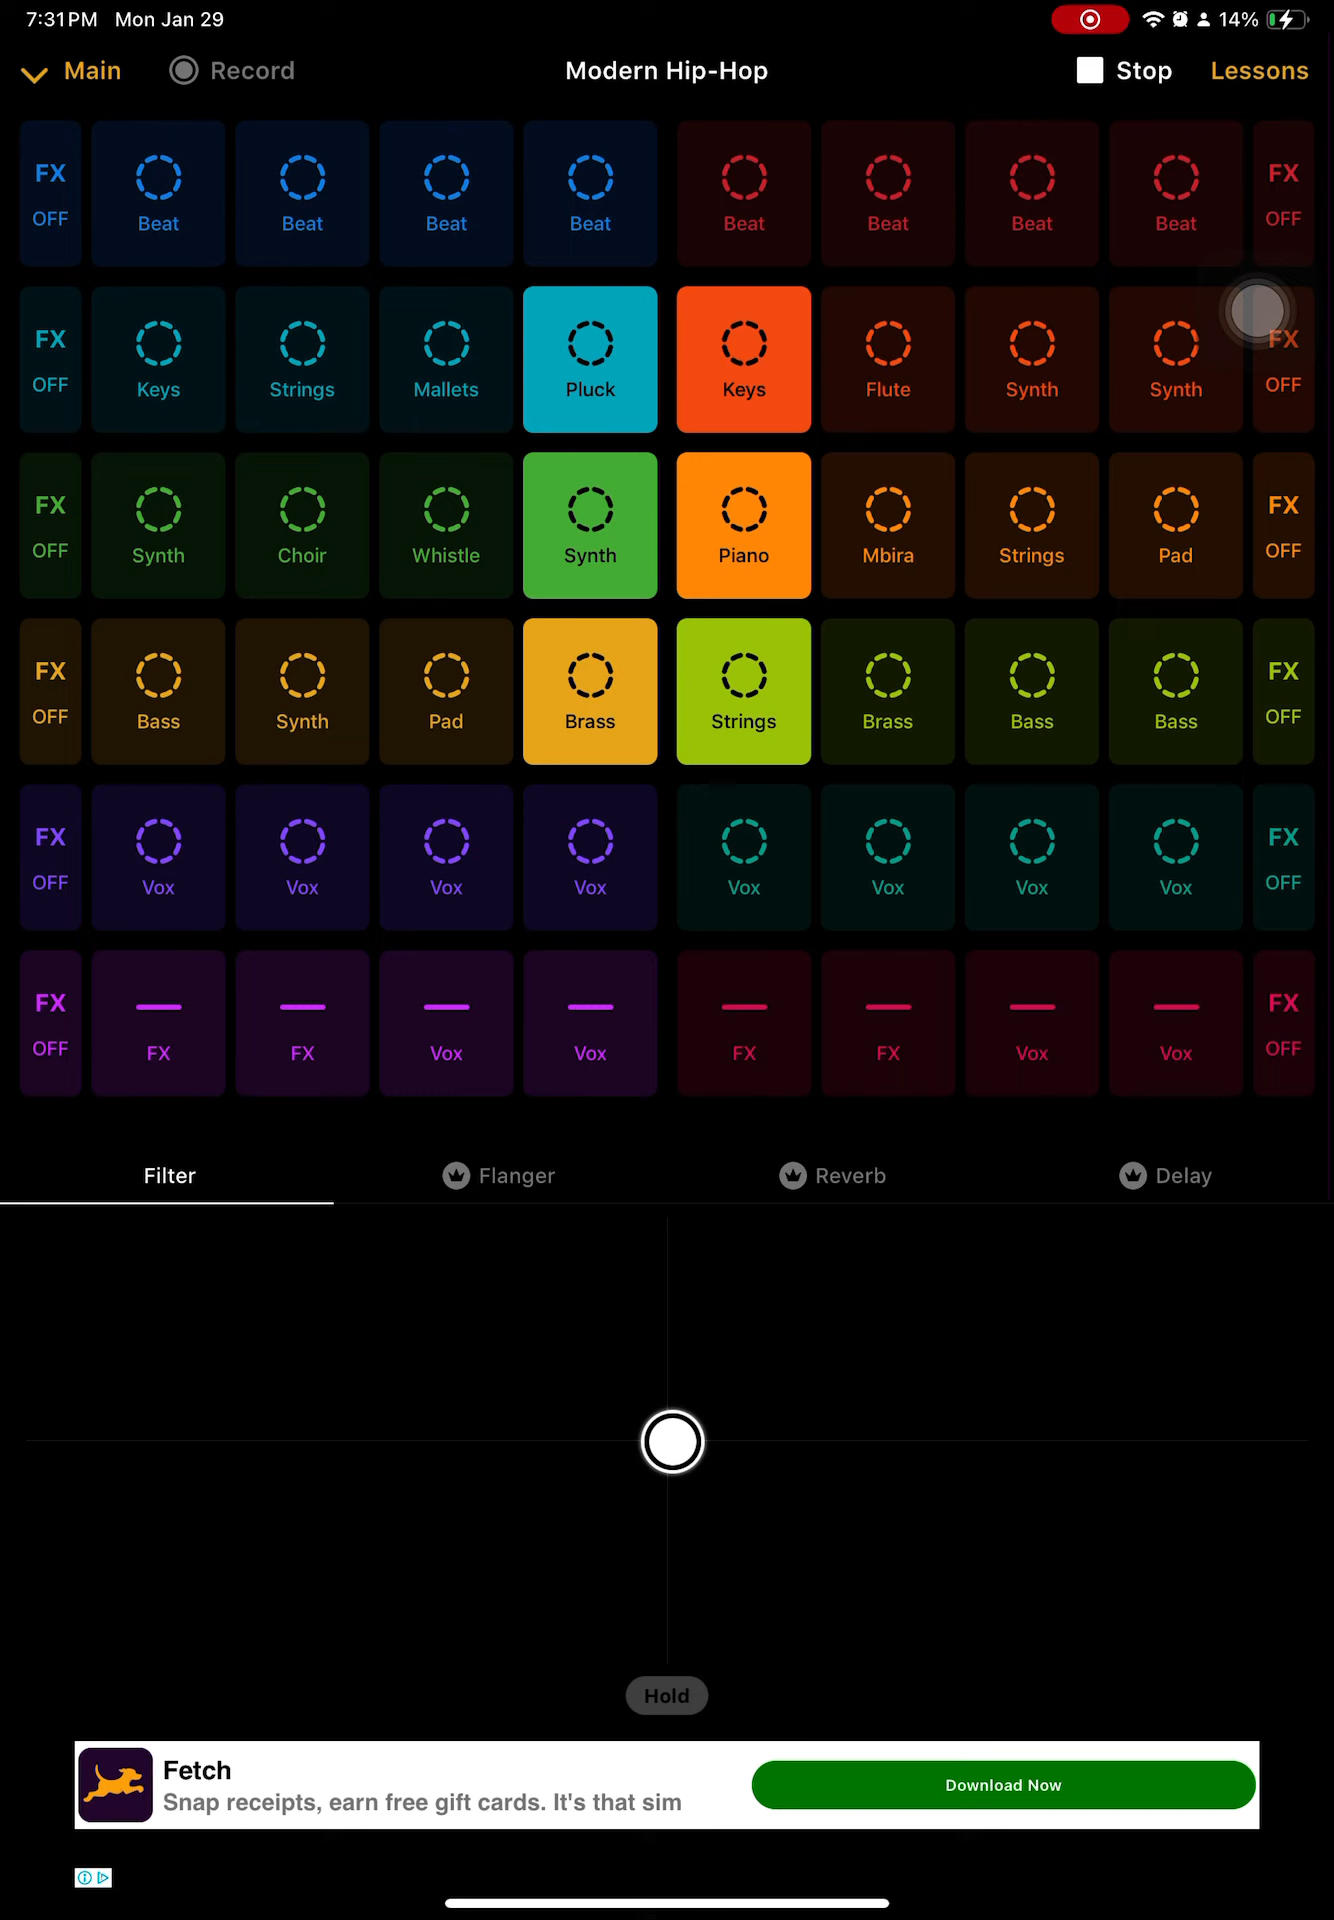 7:31PM Mon Jan 29 14%
Main Record Modern Hip-Hop Stop Lessons
FX Beat Beat Beat Beat Beat Beat Beat Beat FX
OFF OFF
FX Keys Strings Mallets Pluck Keys Flute Synth Synth FX
OFF OFF
FX Synth Choir Whistle Synth Piano Mbira Strings Pad FX
OFF OFF
FX Bass Synth Pad Brass Strings Brass Bass Bass FX
OFF OFF
FX Vox Vox Vox Vox Vox Vox Vox Vox FX
OFF OFF
FX FX FX Vox Vox FX FX Vox Vox FX
OFF OFF
Filter Flanger Reverb Delay
Hold
Fetch
Snap receipts, earn free gift cards. It's that sim
Download Now